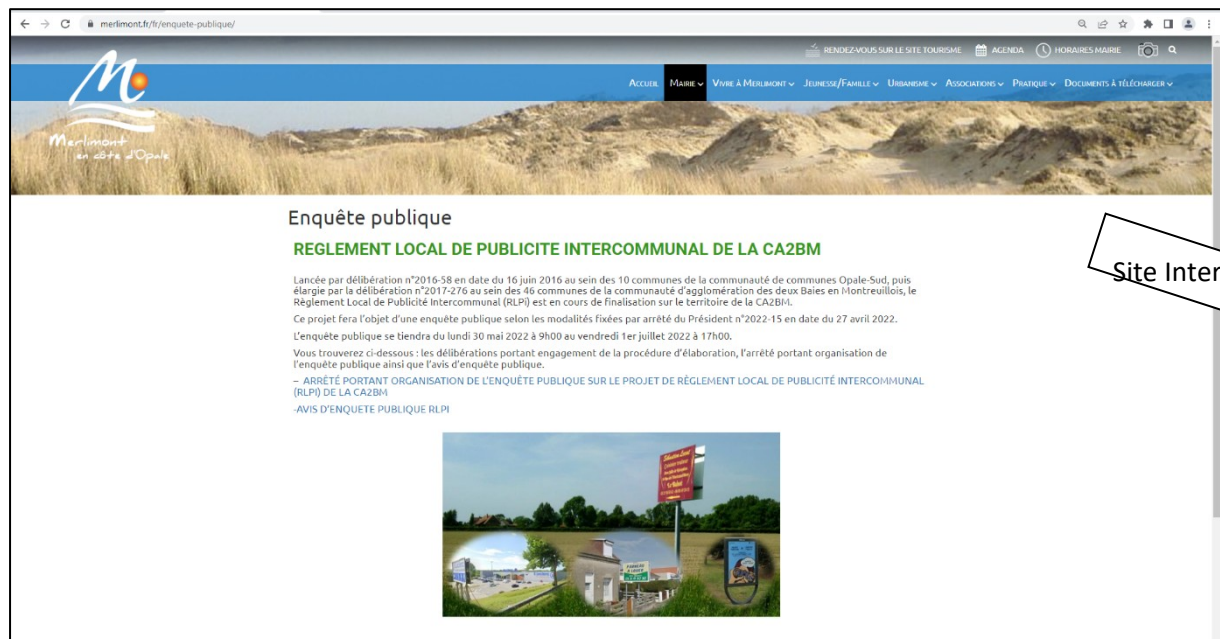 merlimont.fr/fr/enquete-publique/
RENDEZ-VOUS SUR LE SITE TOURISME AGENDA HORAIRES MAIRIE
Merlimont
en côte d'Opale
ACCUEIL MAIRIE VIVRE À MERLIMONT JEUNESSE/FAMILLE URBANISME ASSOCIATIONS PRATIQUE DOCUMENTS À TÉLÉCHARGER
Enquête publique
REGLEMENT LOCAL DE PUBLICITE INTERCOMMUNAL DE LA CA2BM
Site Inter
Lancée par délibération n°2016-58 en date du 16 juin 2016 au sein des 10 communes de la communauté de communes Opale-Sud, puis
élargie par la délibération n°2017-276 au sein des 46 communes de la communauté d'agglomération des deux Baies en Montreuillois, le
Règlement Local de Publicité Intercommunal (RLPi) est en cours de finalisation sur le territoire de la CA2BM.
Ce projet fera l'objet d'une enquête publique selon les modalités fixées par arrêté du Président n°2022-15 en date du 27 avril 2022.
L'enquête publique se tiendra du lundi 30 mai 2022 à 9h00 au vendredi 1er juillet 2022 à 17h00.
Vous trouverez ci-dessous : les délibérations portant engagement de la procédure d'élaboration, l'arrêté portant organisation de
l'enquête publique ainsi que l'avis d'enquête publique.
– ARRÊTÉ PORTANT ORGANISATION DE L'ENQUÊTE PUBLIQUE SUR LE PROJET DE RÈGLEMENT LOCAL DE PUBLICITÉ INTERCOMMUNAL
(RLPI) DE LA CA2BM
-AVIS D'ENQUETE PUBLIQUE RLPI